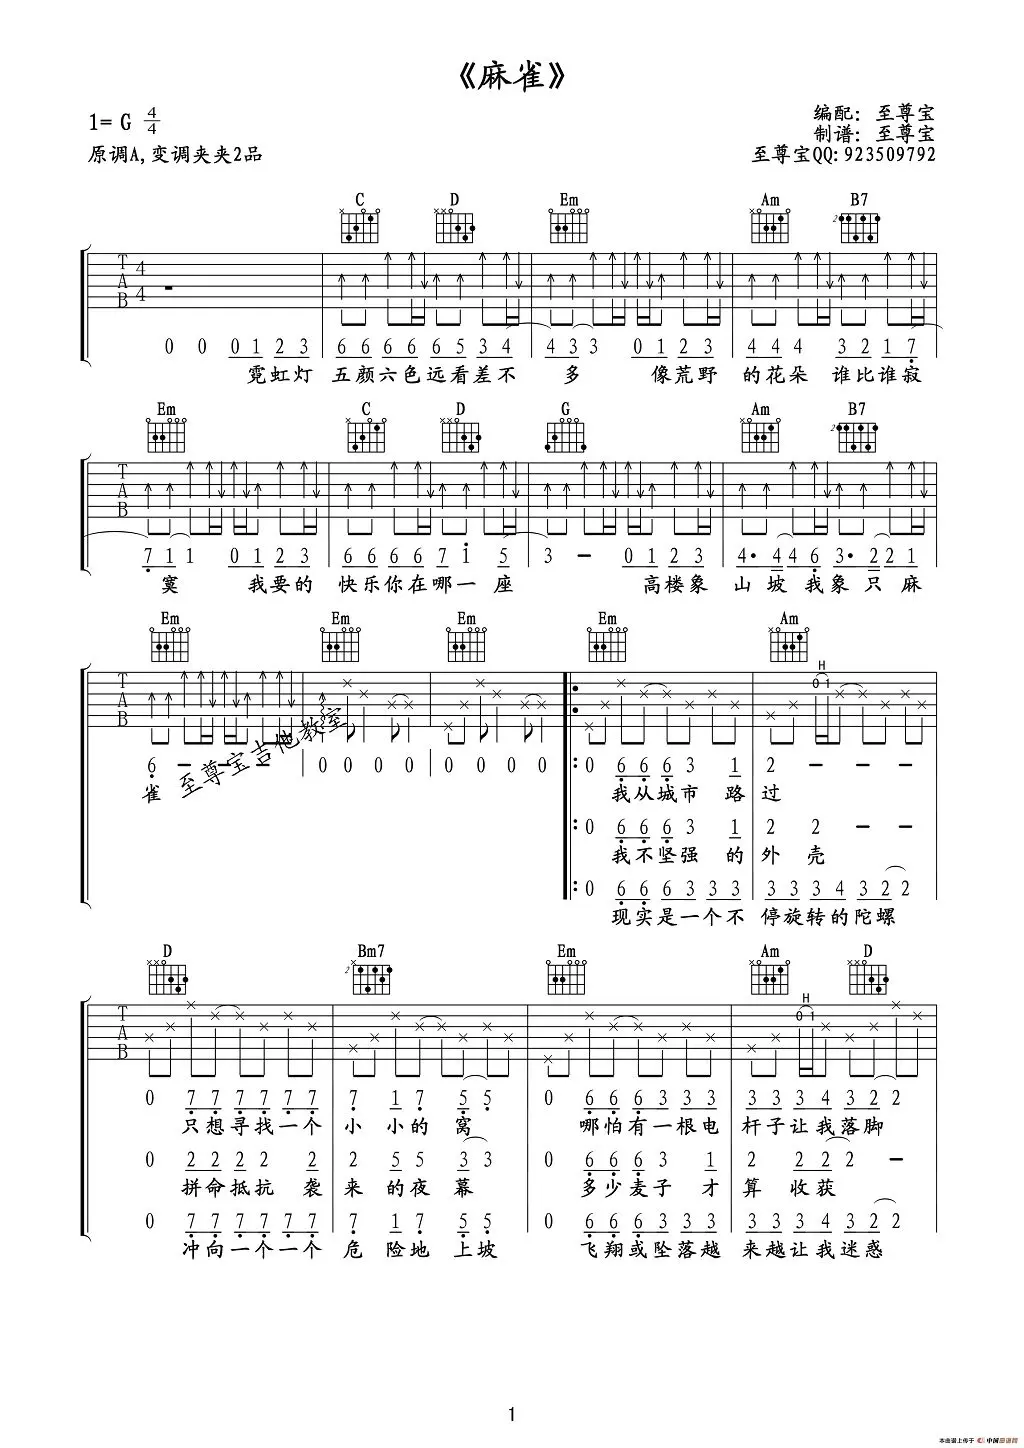 《麻雀》
1=G 4/4
编配：至尊宝
制谱：至尊宝
原调A,变调夹夹2品
至尊宝QQ:923509792
C D Em Am B7
T A B 4 4
0 0 0 1 2 3 6 6 6 6 6 5 3 4 4 3 3 0 1 2 3 4 4 4 3 2 1 7
霓虹灯 五颜六色远看差不 多 像荒野 的花朵 谁比谁寂
Em C D G Am B7
T A B
7 1 1 0 1 2 3 6 6 6 6 7 1 5 3 - 0 1 2 3 4· 4 4 6 3· 2 2 1
寞 我要的 快乐你在哪一座 高楼象 山坡我象只麻
Em Em Em Em Am
T A B H 0 1
6 - - - 0 0 0 0 0 0 0 0 : 0 6 6 6 3 1 2 - - -
雀 至尊宝吉他教室 我从城市 路过
: 0 6 6 6 3 1 2 2 - -
我不坚强 的外壳
: 0 6 6 3 3 3 3 3 3 3 4 3 2 2
现实是一个不 停旋转的陀螺
D Bm7 Em Am D
T A B H 0 1
0 7 7 7 7 7 7 7 1 7 5 5 0 6 6 6 3 3 3 3 3 3 4 3 2 2
只想寻找一个 小小的窝 哪怕有一根电 杆子让我落脚
0 2 2 2 2 2 2 5 5 3 3 0 6 6 6 3 1 2 2 2 2 -
拼命抵抗 袭 来的夜幕 多少麦子 才 算 收获
0 7 7 7 7 7 7 7 1 7 5 5 0 6 6 6 3 3 3 3 3 3 4 3 2 2
冲向一个一个 危险地上坡 飞翔或坠落越 来越让我迷惑
1
本曲谱上传于 中国曲谱网